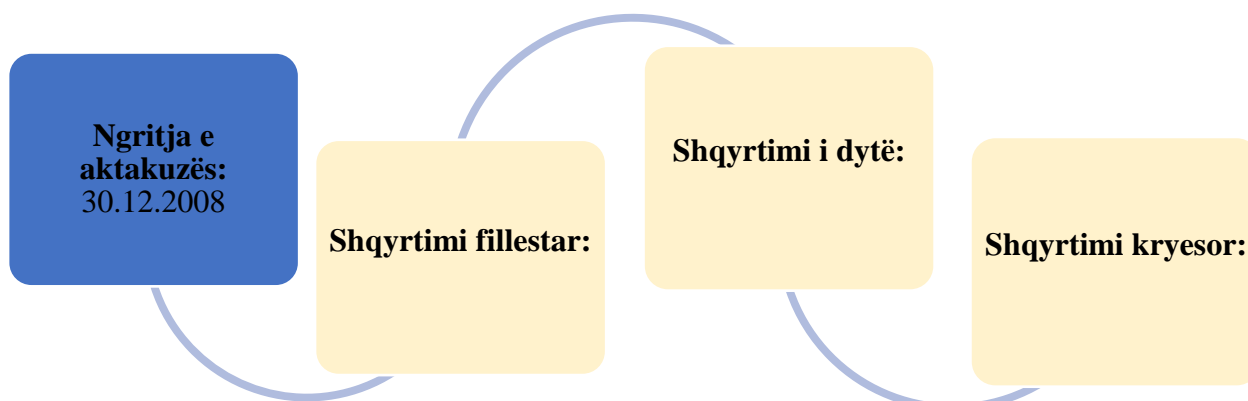 Ngritja e
aktakuzës:
30.12.2008
Shqyrtimi fillestar:
Shqyrtimi i dytë:
Shqyrtimi kryesor: